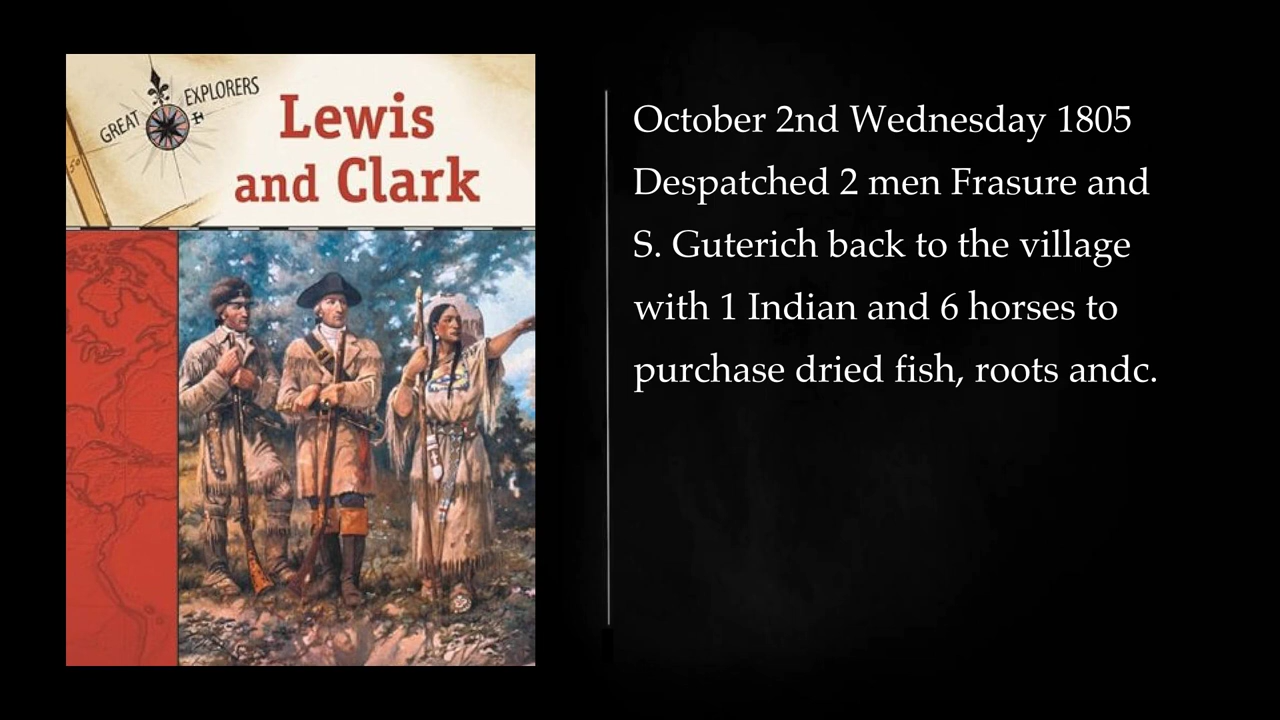 GREAT EXPLORERS
Lewis
and Clark
50
October 2nd Wednesday 1805
Despatched 2 men Frasure and
S. Guterich back to the village
with 1 Indian and 6 horses to
purchase dried fish, roots andc.